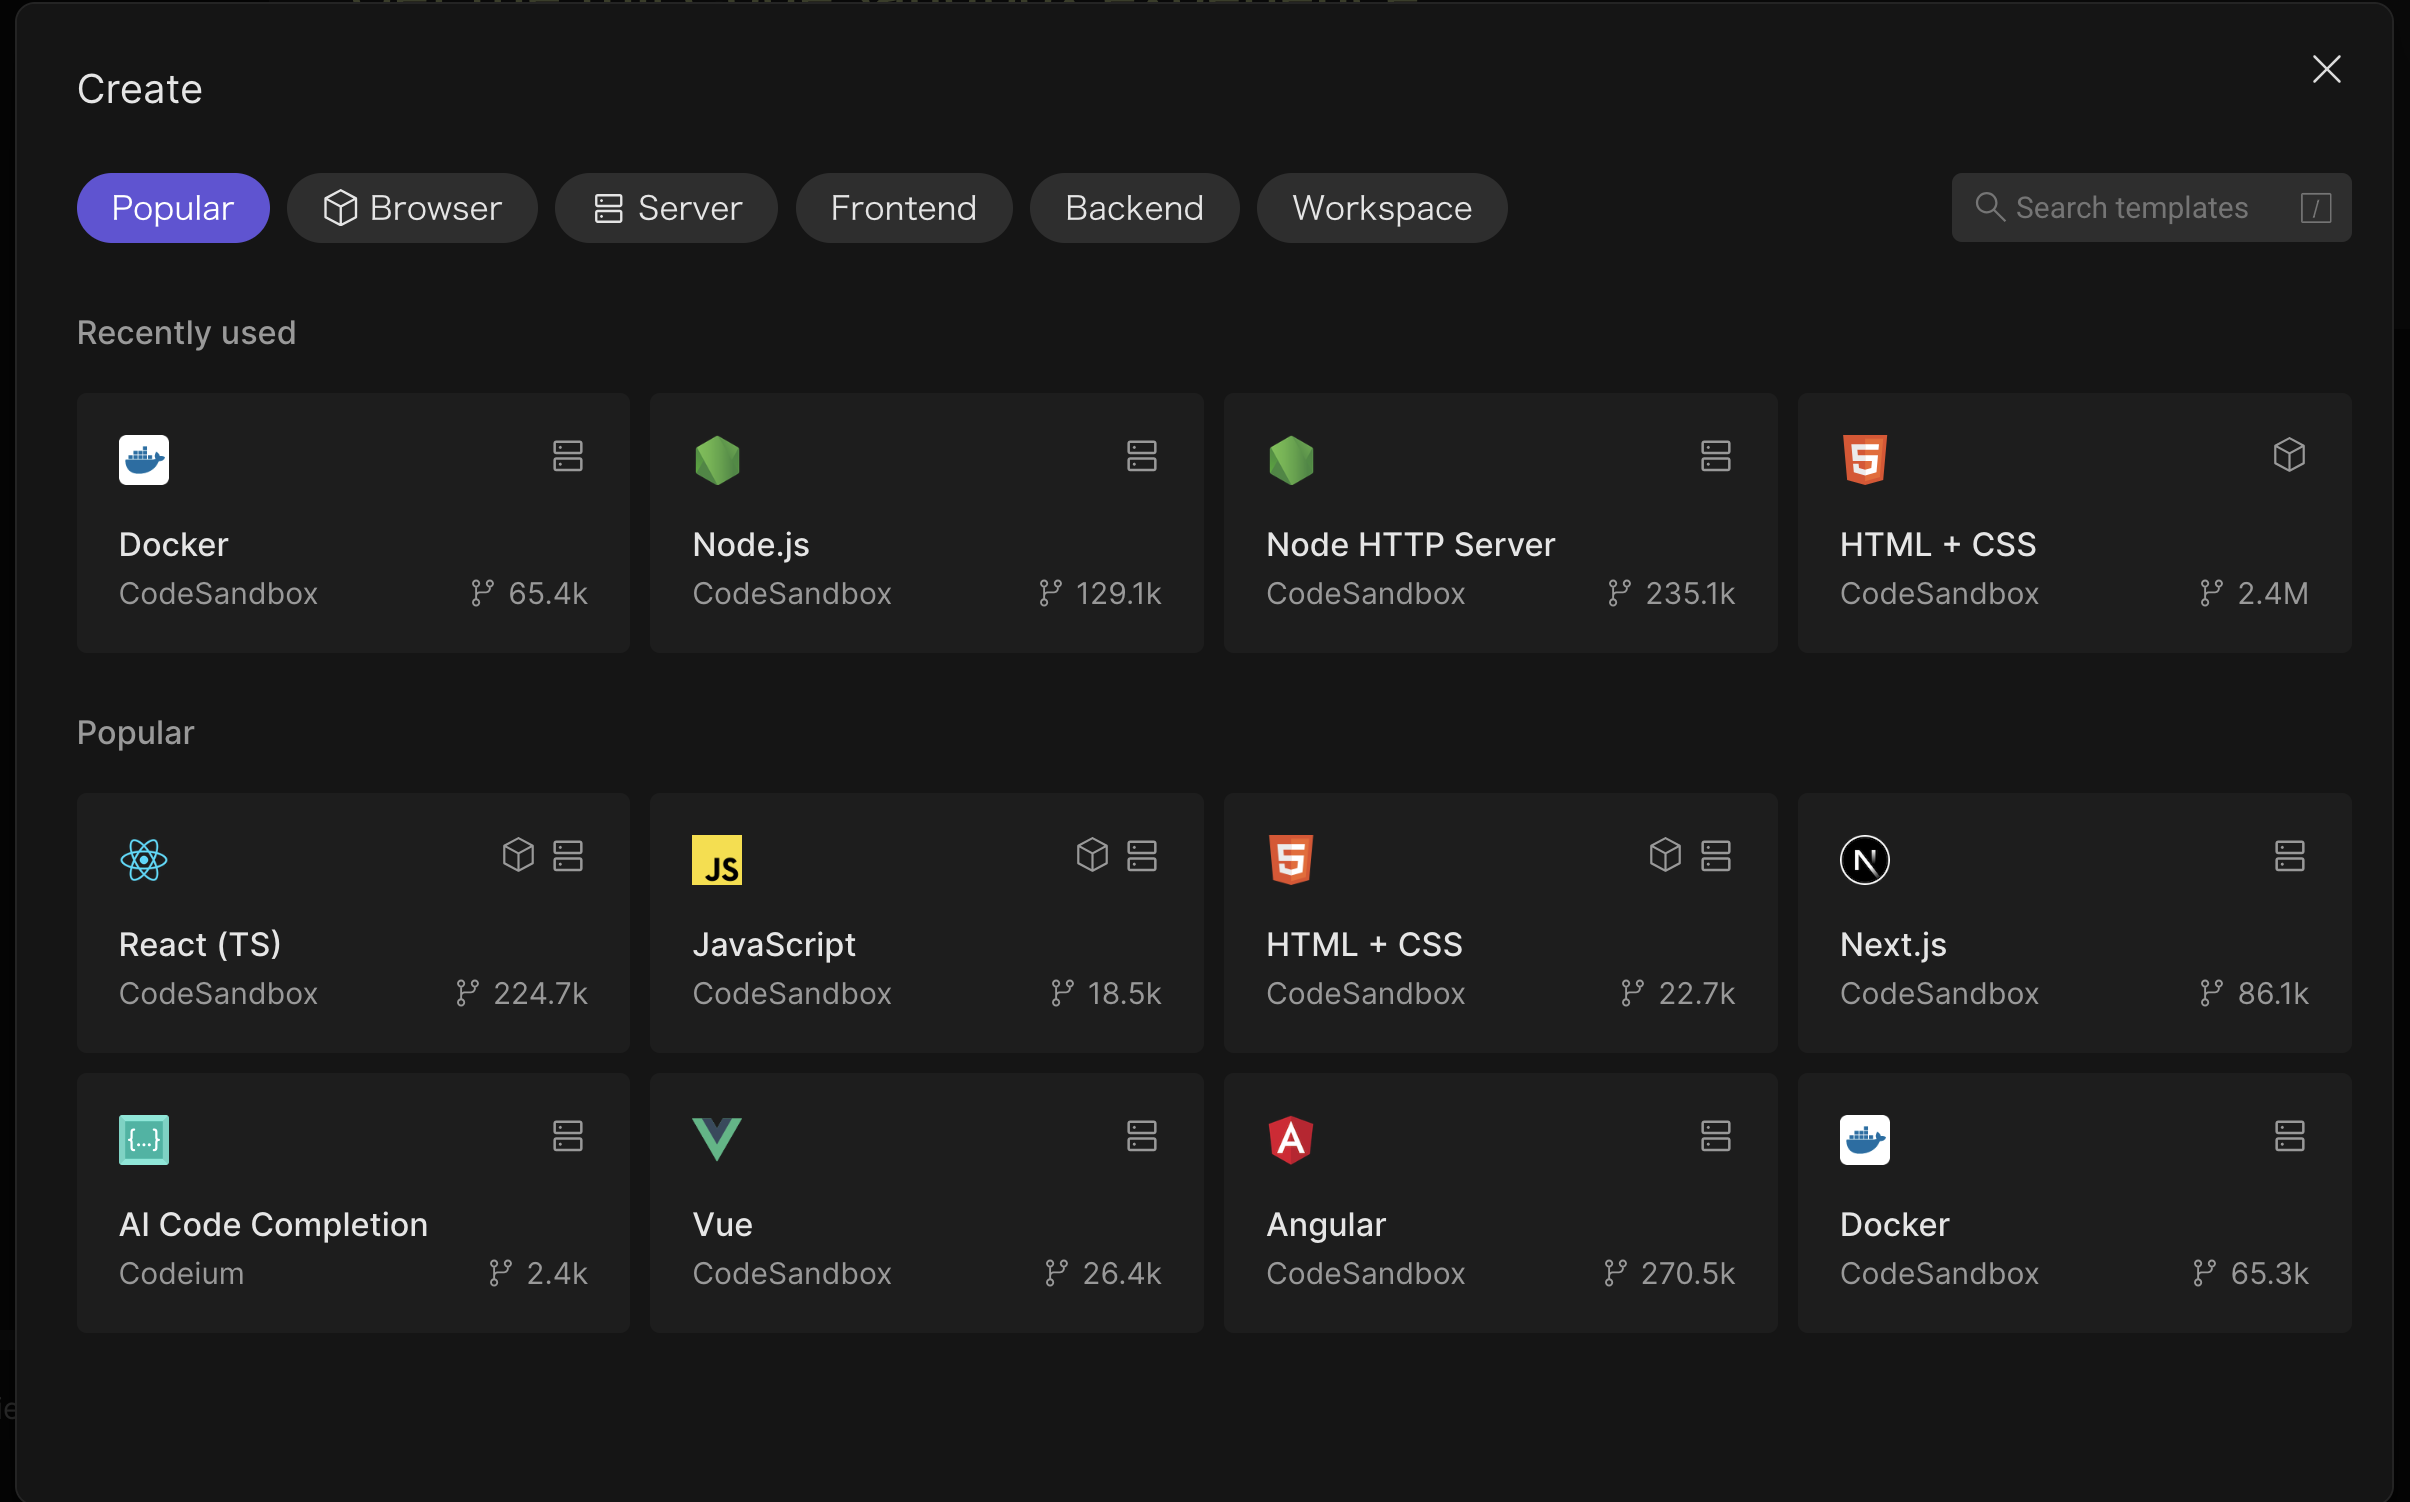 Create
Popular
Browser
Server
Frontend
Backend
Workspace
Search templates /
Recently used
Docker
CodeSandbox 65.4k
Node.js
CodeSandbox 129.1k
Node HTTP Server
CodeSandbox 235.1k
5
HTML + CSS
CodeSandbox 2.4M
Popular
React (TS)
CodeSandbox 224.7k
JS
JavaScript
CodeSandbox 18.5k
5
HTML + CSS
CodeSandbox 22.7k
N
Next.js
CodeSandbox 86.1k
{...}
AI Code Completion
Codeium 2.4k
Vue
CodeSandbox 26.4k
A
Angular
CodeSandbox 270.5k
Docker
CodeSandbox 65.3k